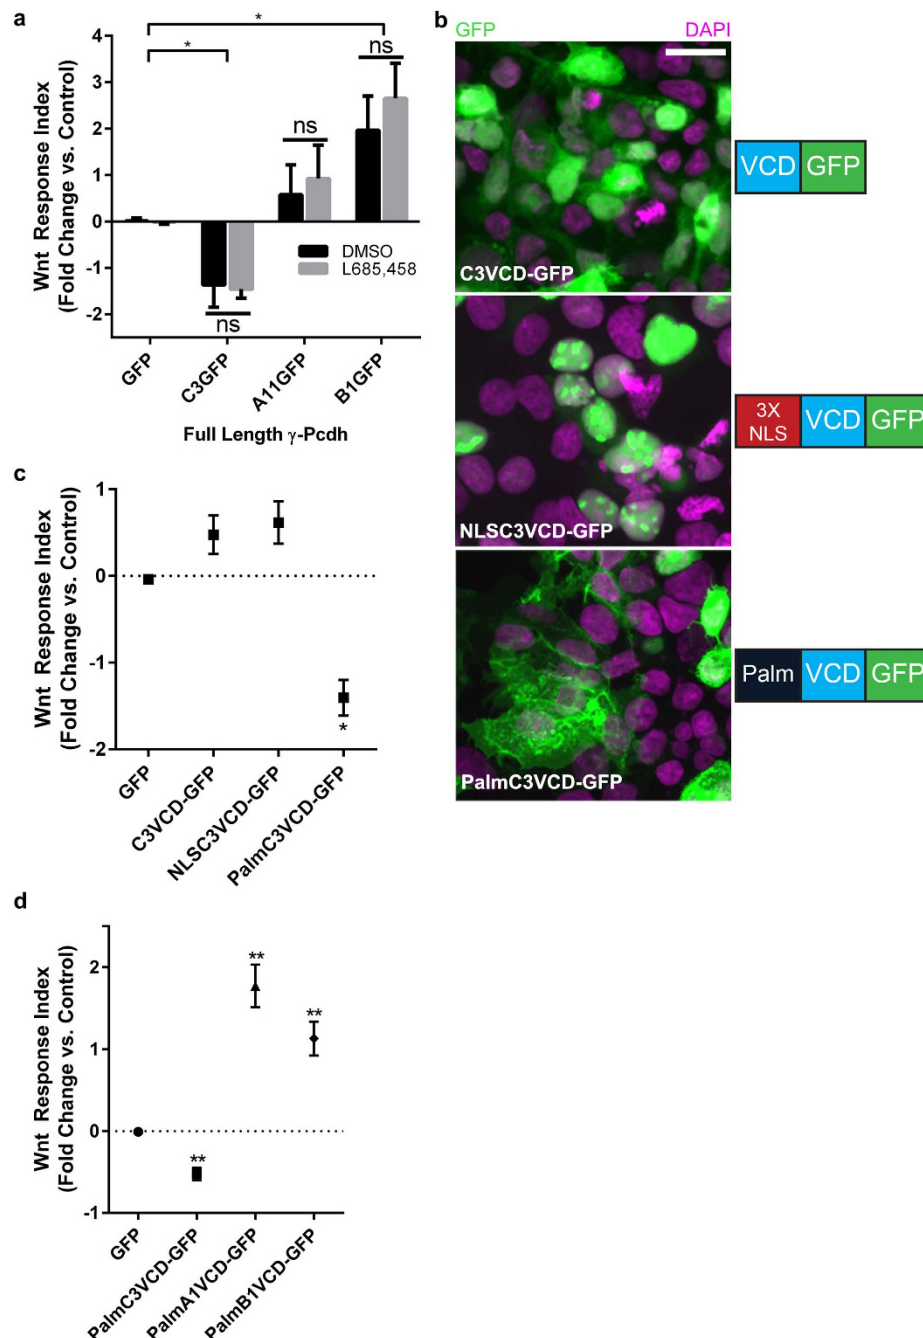 a
Wnt Response Index
(Fold Change vs. Control)
4
3
2
1
0
-1
-2
*
*
ns
ns
ns
DMSO
L685,458
GFP
C3GFP
A11GFP
B1GFP
Full Length γ-Pcdh
b
GFP
DAPI
C3VCD-GFP
VCD GFP
NLSC3VCD-GFP
3X
NLS
VCD GFP
PalmC3VCD-GFP
Palm VCD GFP
c
Wnt Response Index
(Fold Change vs. Control)
1
0
-1
-2
*
GFP
C3VCD-GFP
NLSC3VCD-GFP
PalmC3VCD-GFP
d
Wnt Response Index
(Fold Change vs. Control)
2
1
0
-1
**
**
**
GFP
PalmC3VCD-GFP
PalmA1VCD-GFP
PalmB1VCD-GFP